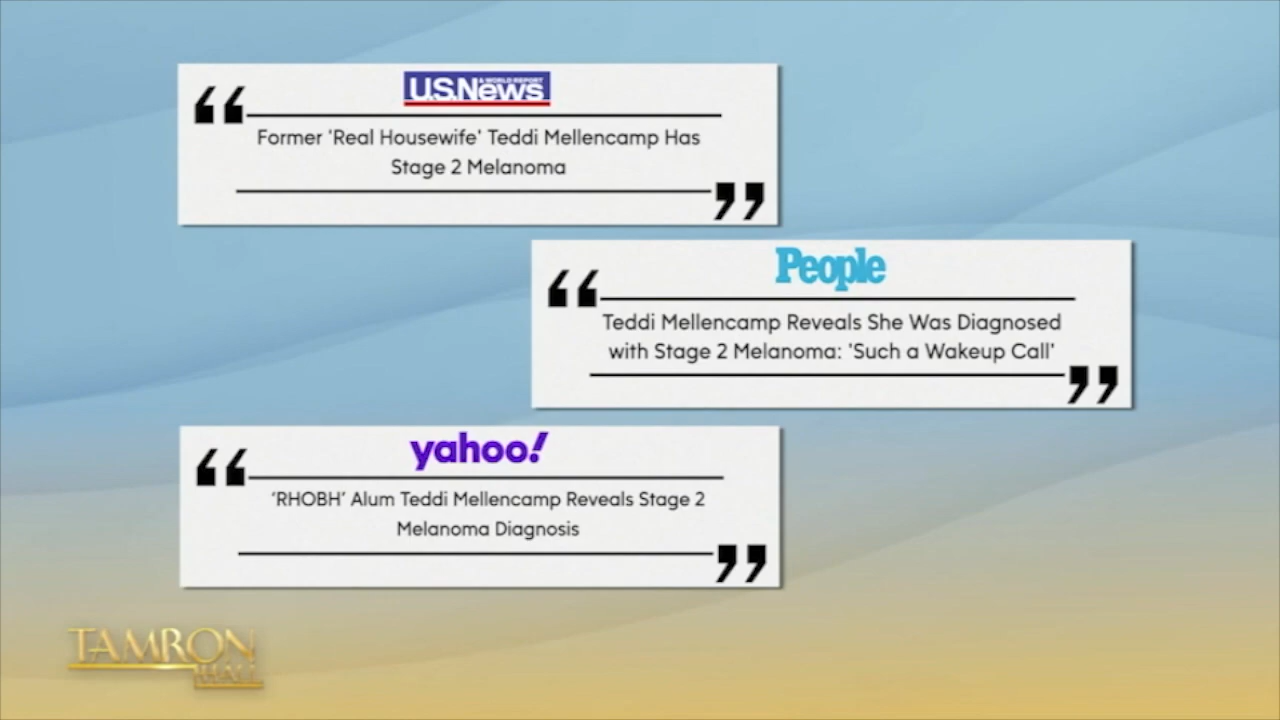 U.S.News
& WORLD REPORT
“
Former 'Real Housewife' Teddi Mellencamp Has
Stage 2 Melanoma
”
People
“
Teddi Mellencamp Reveals She Was Diagnosed
with Stage 2 Melanoma: 'Such a Wakeup Call'
”
yahoo!
“
‘RHOBH’ Alum Teddi Mellencamp Reveals Stage 2
Melanoma Diagnosis
”
TAMRON
HALL